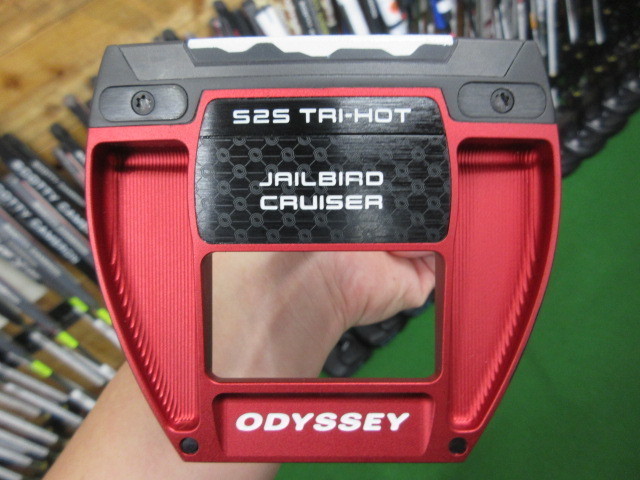 S2S TRI-HOT
JAILBIRD
CRUISER
ODYSSEY